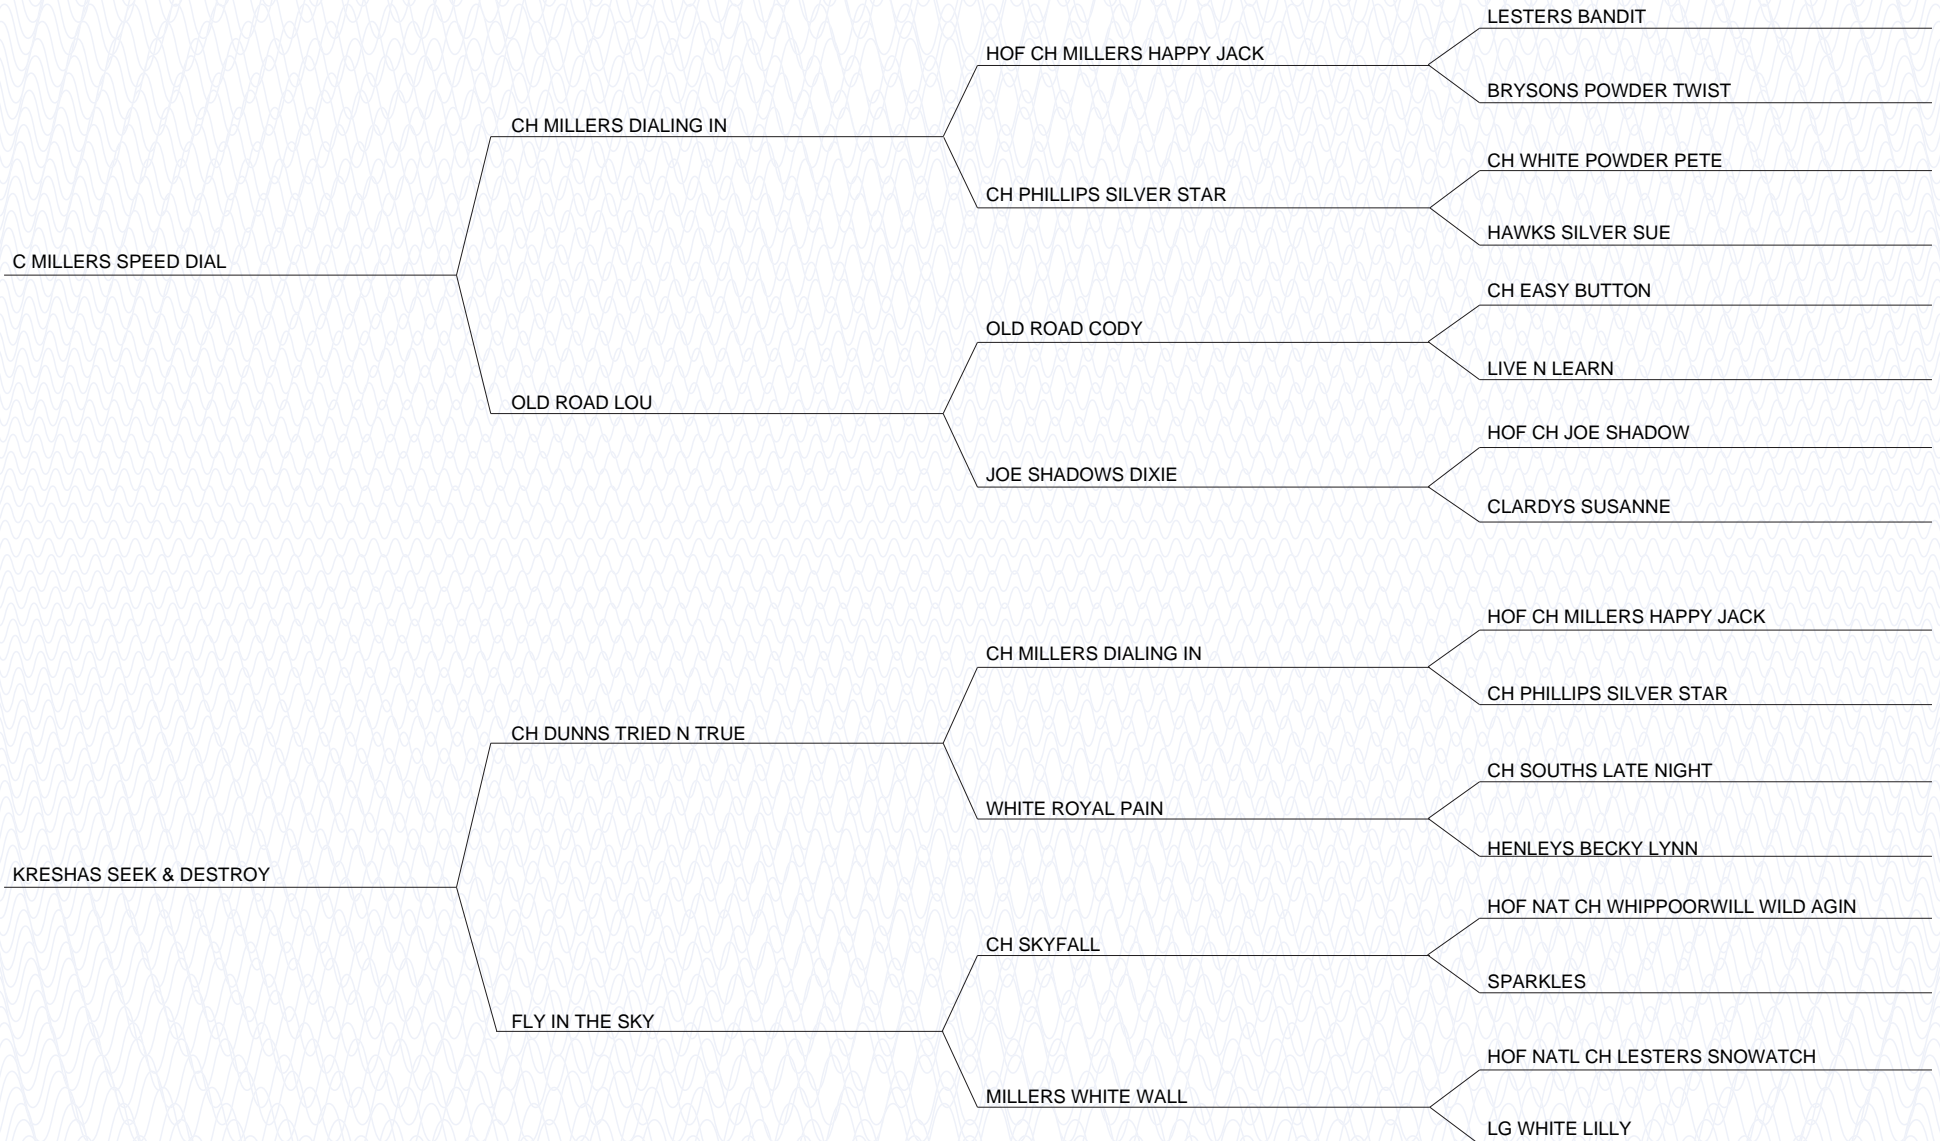 LESTERS BANDIT
HOF CH MILLERS HAPPY JACK
BRYSONS POWDER TWIST
CH MILLERS DIALING IN
CH WHITE POWDER PETE
CH PHILLIPS SILVER STAR
HAWKS SILVER SUE
C MILLERS SPEED DIAL
CH EASY BUTTON
OLD ROAD CODY
LIVE N LEARN
OLD ROAD LOU
HOF CH JOE SHADOW
JOE SHADOWS DIXIE
CLARDYS SUSANNE
HOF CH MILLERS HAPPY JACK
CH MILLERS DIALING IN
CH PHILLIPS SILVER STAR
CH DUNNS TRIED N TRUE
CH SOUTHS LATE NIGHT
WHITE ROYAL PAIN
HENLEYS BECKY LYNN
KRESHAS SEEK & DESTROY
HOF NAT CH WHIPPOORWILL WILD AGIN
CH SKYFALL
SPARKLES
FLY IN THE SKY
HOF NATL CH LESTERS SNOWATCH
MILLERS WHITE WALL
LG WHITE LILLY